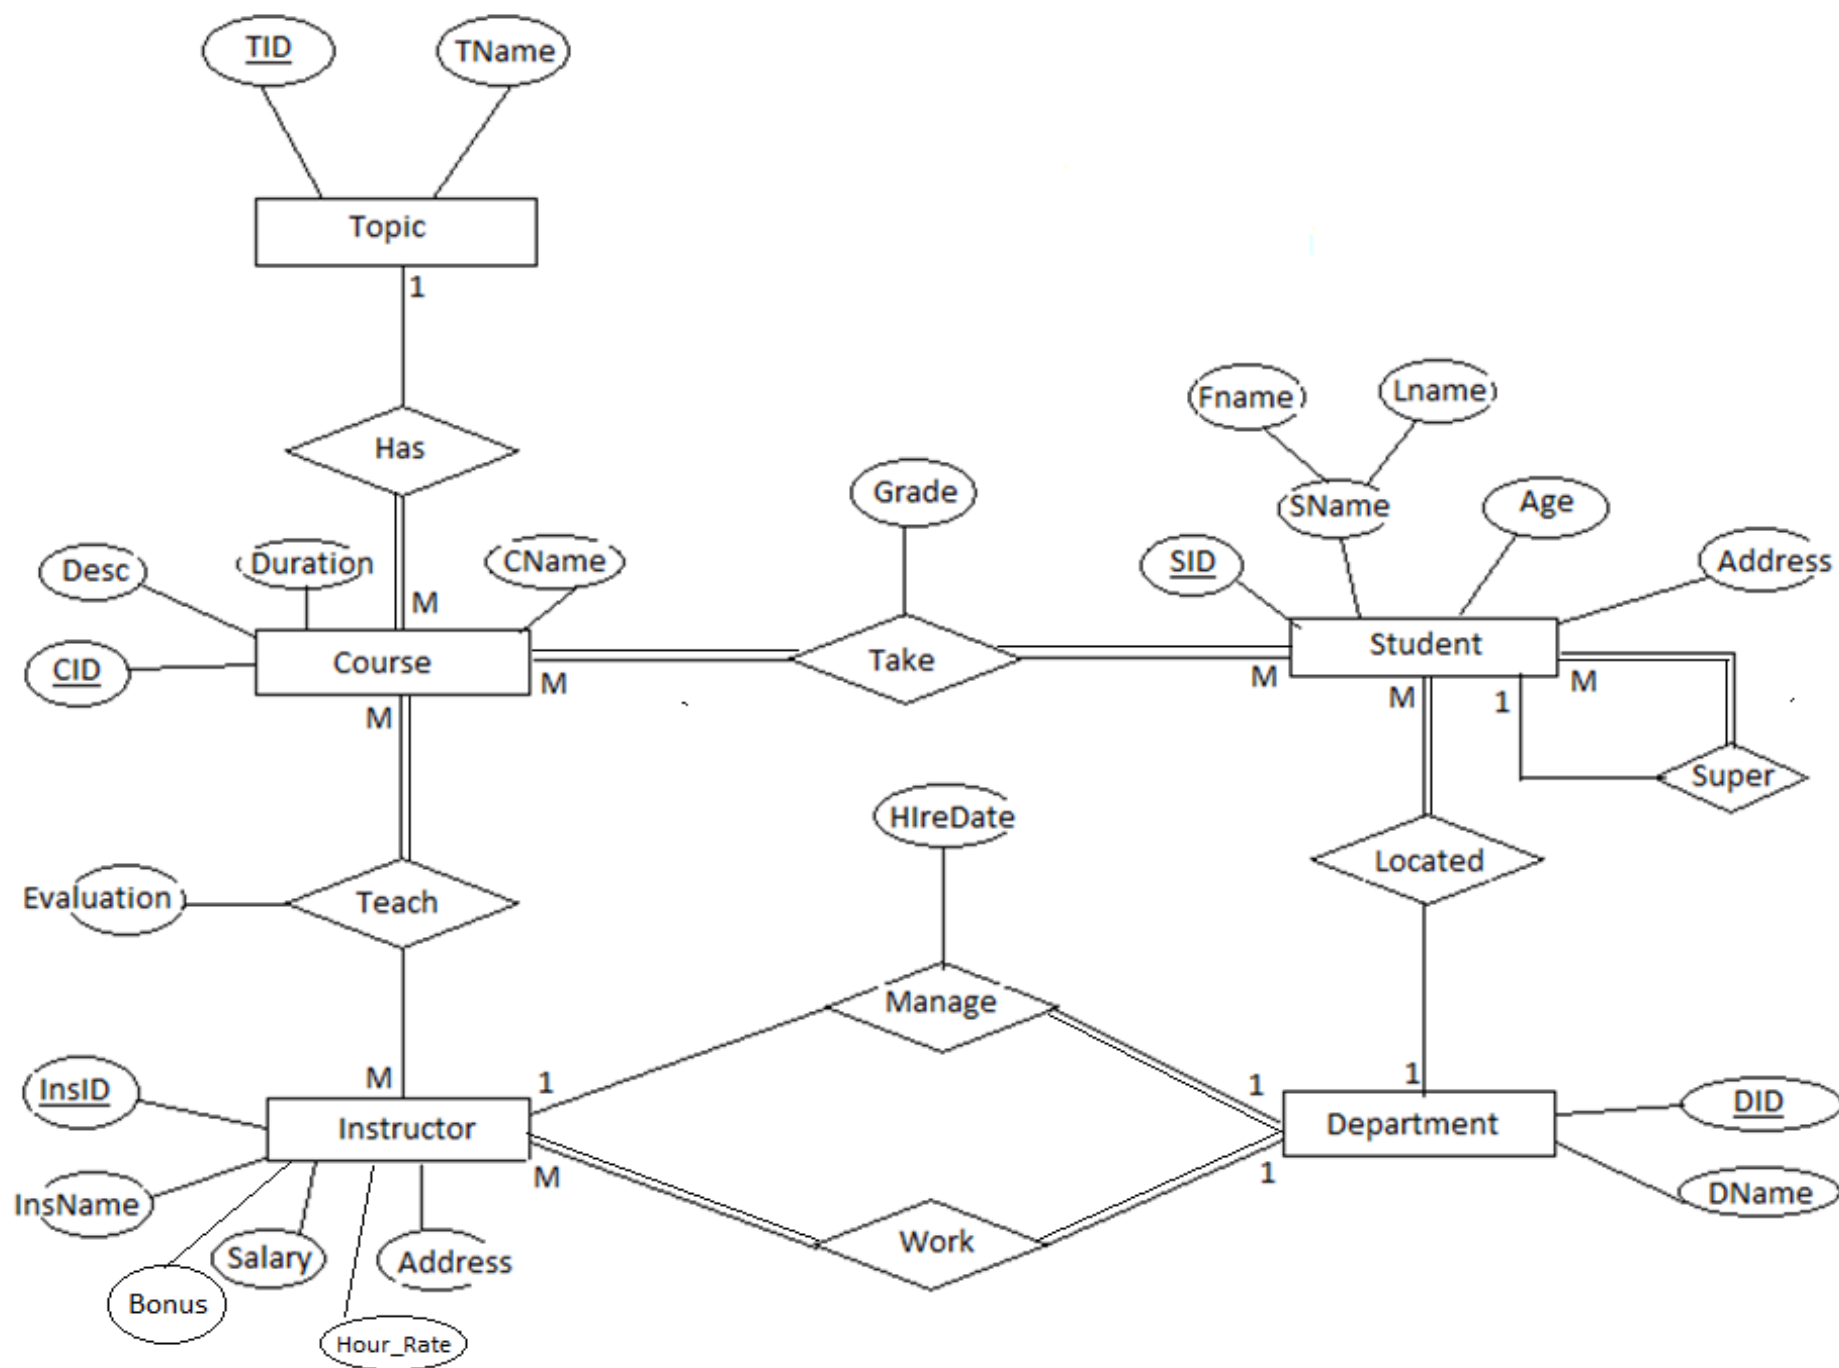 TID
TName
Topic
1
Has
Fname
Lname
Grade
SName
Age
Address
SID
Desc
Duration
CName
M
CID
Course
M
Take
M
Student
M
M
1
M
Super
HIreDate
Located
Evaluation
Teach
Manage
M
1
1
1
InsID
Instructor
Department
DID
M
1
InsName
DName
Salary
Address
Work
Bonus
Hour_Rate